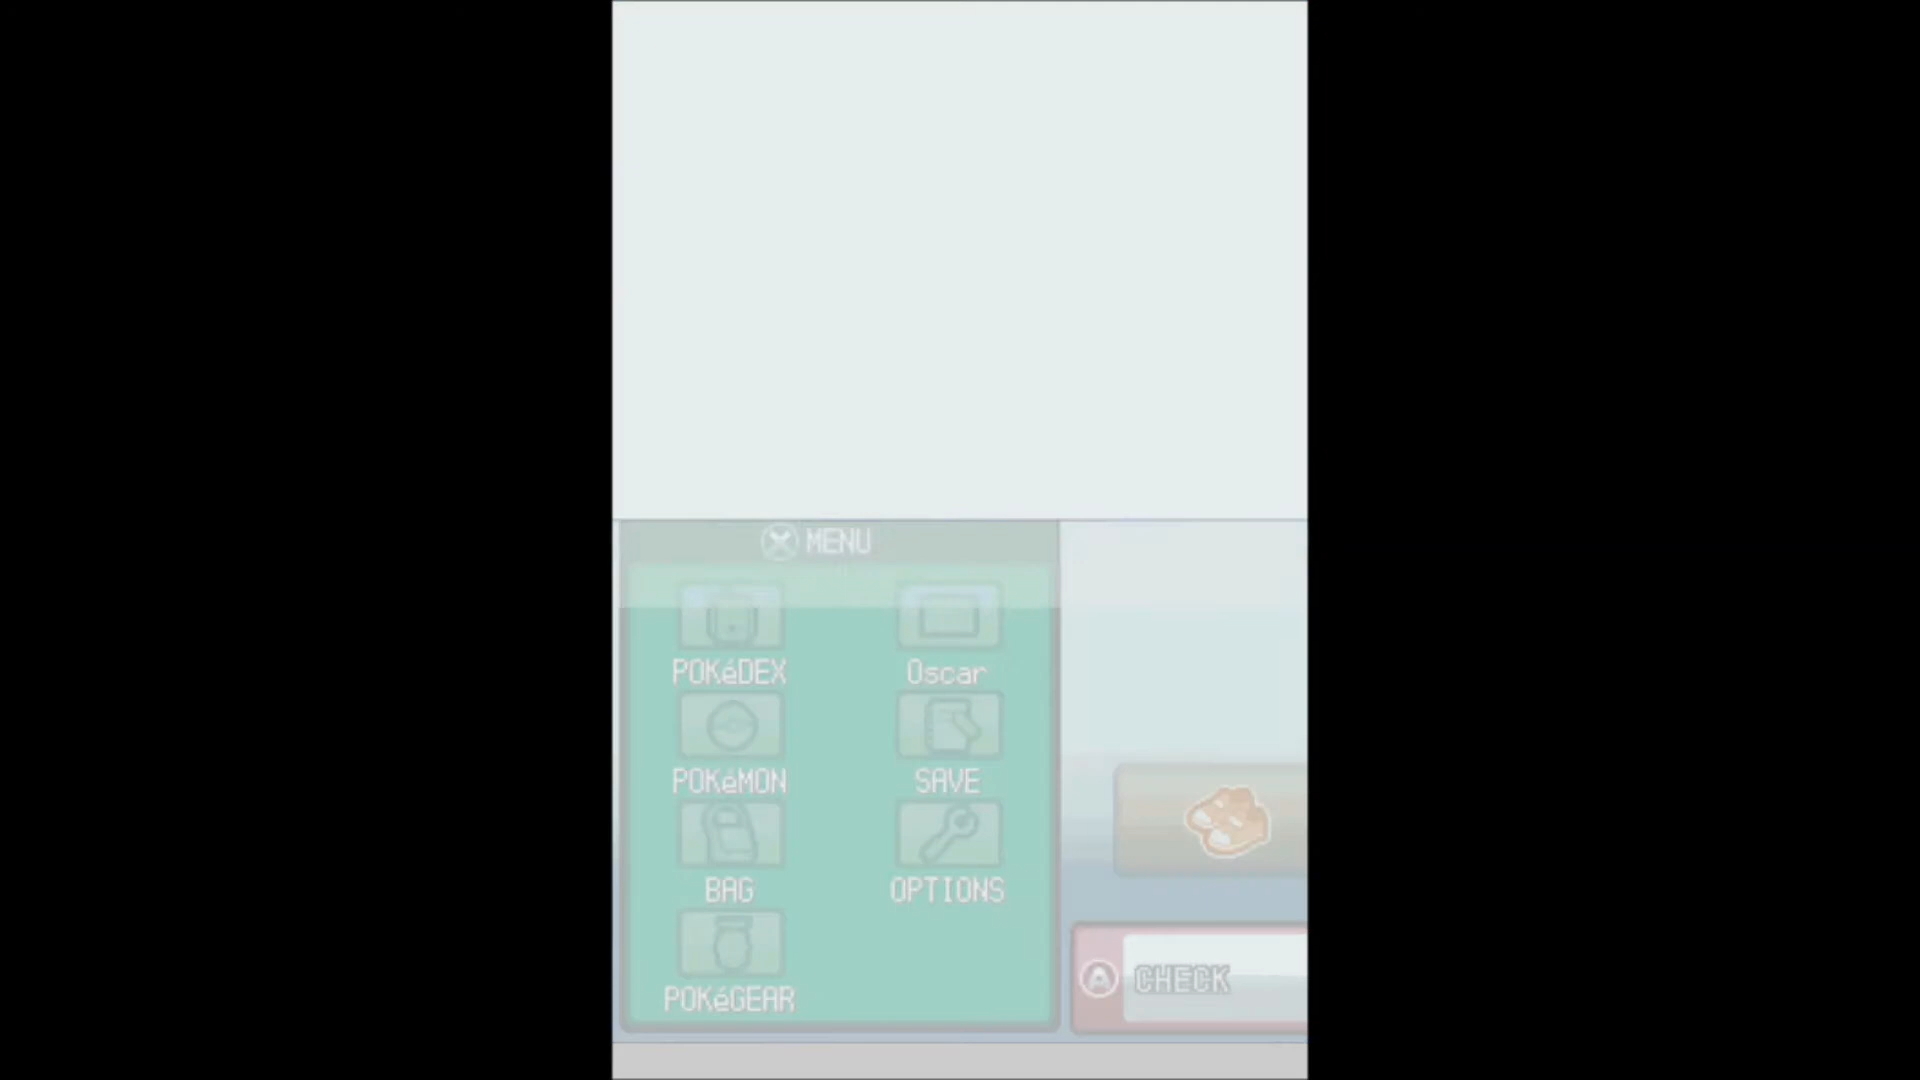 MENU
POKéDEX
Oscar
POKéMON
SAVE
BAG
OPTIONS
POKéGEAR
A CHECK